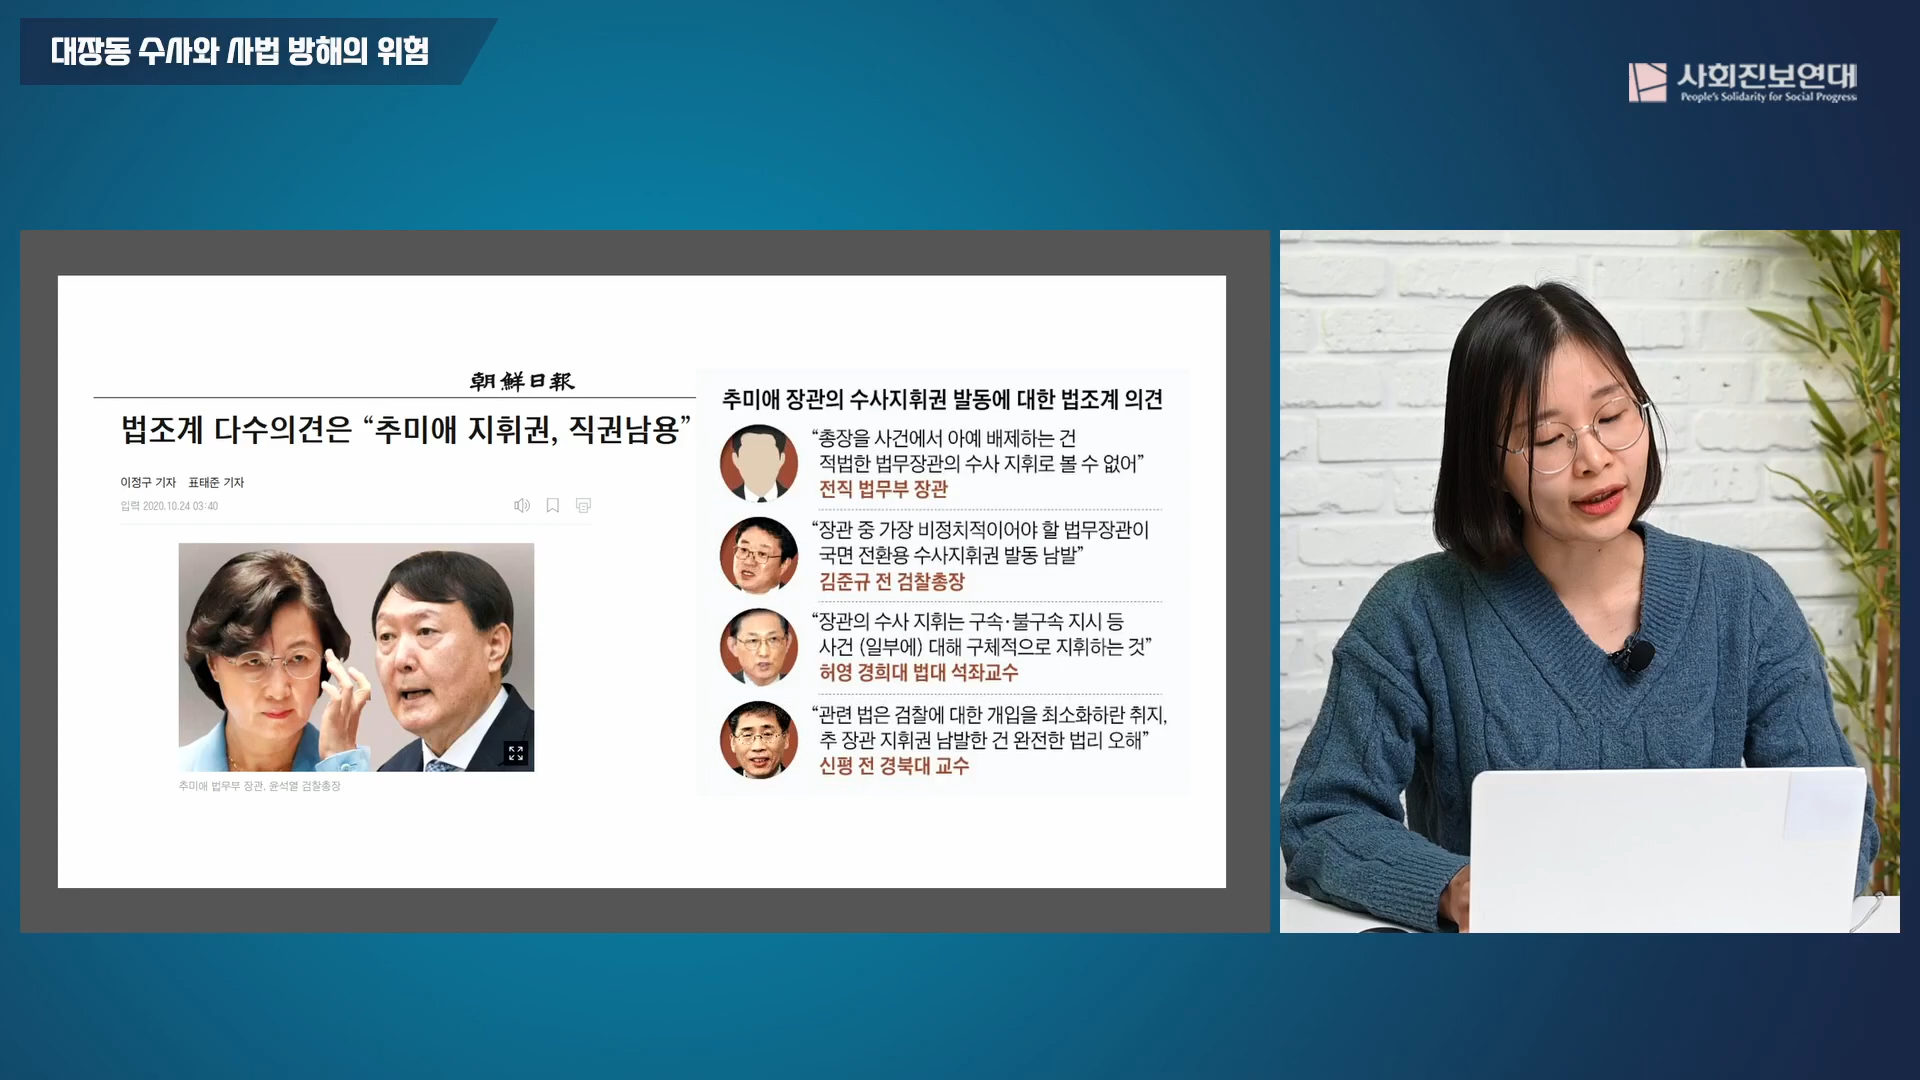 대장동 수사와 사법 방해의 위험
사회진보연대
People's Solidarity for Social Progress
朝鮮日報
법조계 다수의견은 “추미애 지휘권, 직권남용”
이정구 기자 표태준 기자
입력 2020.10.24 03:40
추미애 법무부 장관, 윤석열 검찰총장
추미애 장관의 수사지휘권 발동에 대한 법조계 의견
“총장을 사건에서 아예 배제하는 건
적법한 법무장관의 수사 지휘로 볼 수 없어”
전직 법무부 장관
“장관 중 가장 비정치적이어야 할 법무장관이
국면 전환용 수사지휘권 발동 남발”
김준규 전 검찰총장
“장관의 수사 지휘는 구속·불구속 지시 등
사건 (일부에) 대해 구체적으로 지휘하는 것”
허영 경희대 법대 석좌교수
“관련 법은 검찰에 대한 개입을 최소화하란 취지,
추 장관 지휘권 남발한 건 완전한 법리 오해”
신평 전 경북대 교수